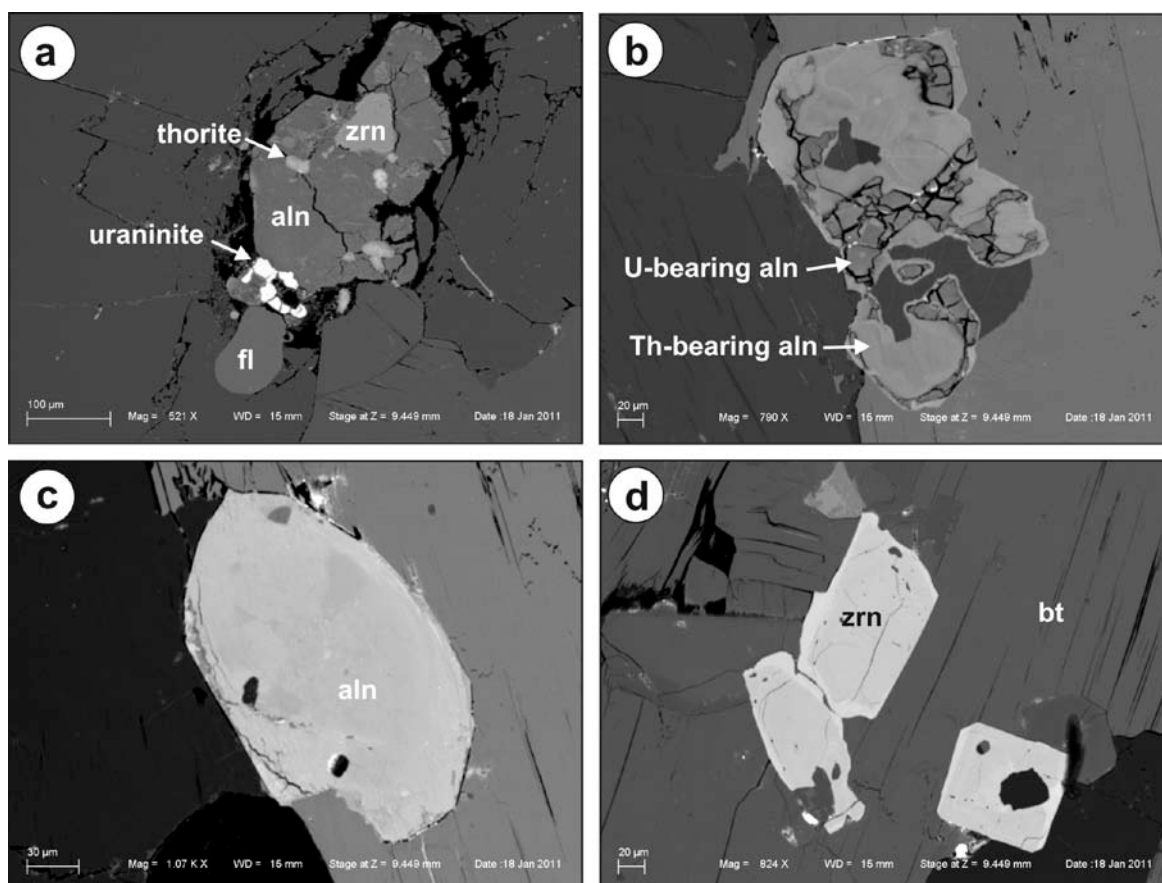 a
thorite
zrn
aln
uraninite
fl
100 µm
Mag = 521 X WD = 15 mm Stage at Z = 9.449 mm Date :18 Jan 2011
b
U-bearing aln
Th-bearing aln
20 µm
Mag = 790 X WD = 15 mm Stage at Z = 9.449 mm Date :18 Jan 2011
c
aln
30 µm
Mag = 1.07 K X WD = 15 mm Stage at Z = 9.449 mm Date :18 Jan 2011
d
zrn
bt
20 µm
Mag = 824 X WD = 15 mm Stage at Z = 9.449 mm Date :18 Jan 2011